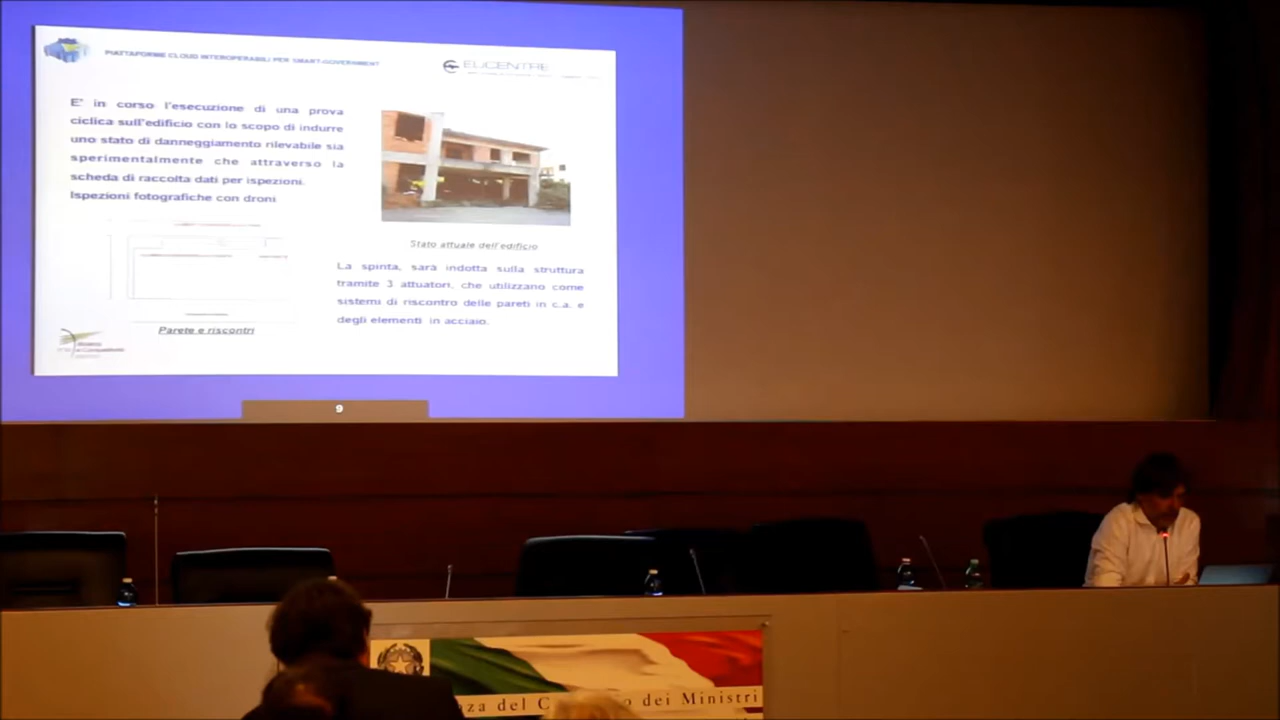 PIATTAFORME CLOUD INTEROPERABILI PER SMART-GOVERNMENT
EUCENTRE
E' in corso l'esecuzione di una prova
ciclica sull'edificio con lo scopo di indurre
uno stato di danneggiamento rilevabile sia
sperimentalmente che attraverso la
scheda di raccolta dati per ispezioni.
Ispezioni fotografiche con droni
Stato attuale dell'edificio
La spinta, sarà indotta sulla struttura
tramite 3 attuatori, che utilizzano come
sistemi di riscontro delle pareti in c.a. e
degli elementi in acciaio.
Parete e riscontri
9
za del C o dei Ministri